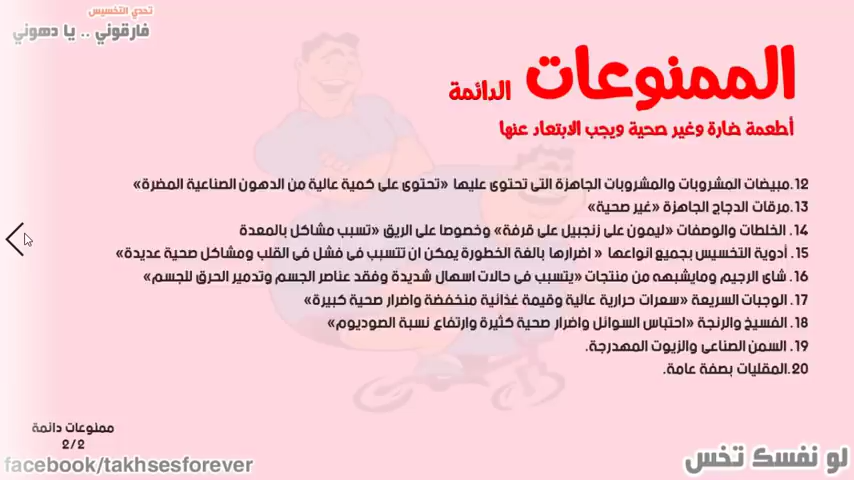 تحدي التخسيس
فارقوني .. يا دهوني
الممنوعات الدائمة
أطعمة ضارة وغير صحية ويجب الابتعاد عنها
12.مبيضات المشروبات والمشروبات الجاهزة التى تحتوى عليها «تحتوى على كمية عالية من الدهون الصناعية المضرة»
13.مرقات الدجاج الجاهزة «غير صحية»
14. الخلطات والوصفات «ليمون على زنجبيل على قرفة» وخصوصا على الريق «تسبب مشاكل بالمعدة
15. أدوية التخسيس بجميع انواعها « اضرارها بالغة الخطورة يمكن ان تتسبب فى فشل فى القلب ومشاكل صحية عديدة»
16. شاى الرجيم ومايشبهه من منتجات «يتسبب فى حالات اسهال شديدة وفقد عناصر الجسم وتدمير الحرق للجسم»
17. الوجبات السريعة «سعرات حرارية عالية وقيمة غذائية منخفضة واضرار صحية كبيرة»
18. الفسيخ والرنجة «احتباس السوائل واضرار صحية كثيرة وارتفاع نسبة الصوديوم»
19. السمن الصناعى والزيوت المهدرجة.
20.المقليات بصفة عامة.
ممنوعات دائمة
2/2
facebook/takhsesforever
لو نفسك تخس